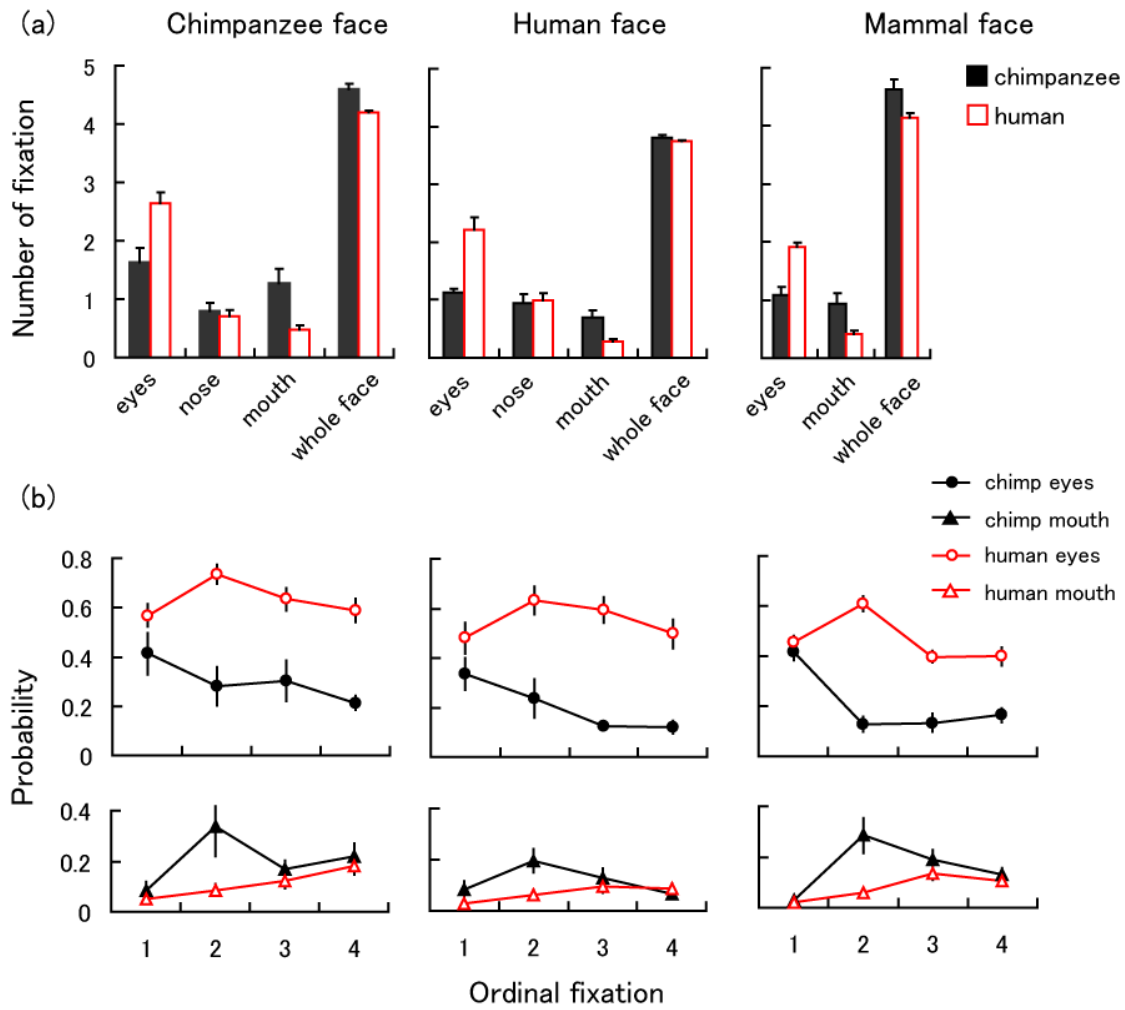 (a)
Chimpanzee face
Human face
Mammal face
chimpanzee
human
Number of fixation
5
4
3
2
1
0
eyes
nose
mouth
whole face
eyes
nose
mouth
whole face
eyes
mouth
whole face
(b)
chimp eyes
chimp mouth
human eyes
human mouth
Probability
0.8
0.6
0.4
0.2
0
0.4
0.2
0
1 2 3 4
1 2 3 4
1 2 3 4
Ordinal fixation